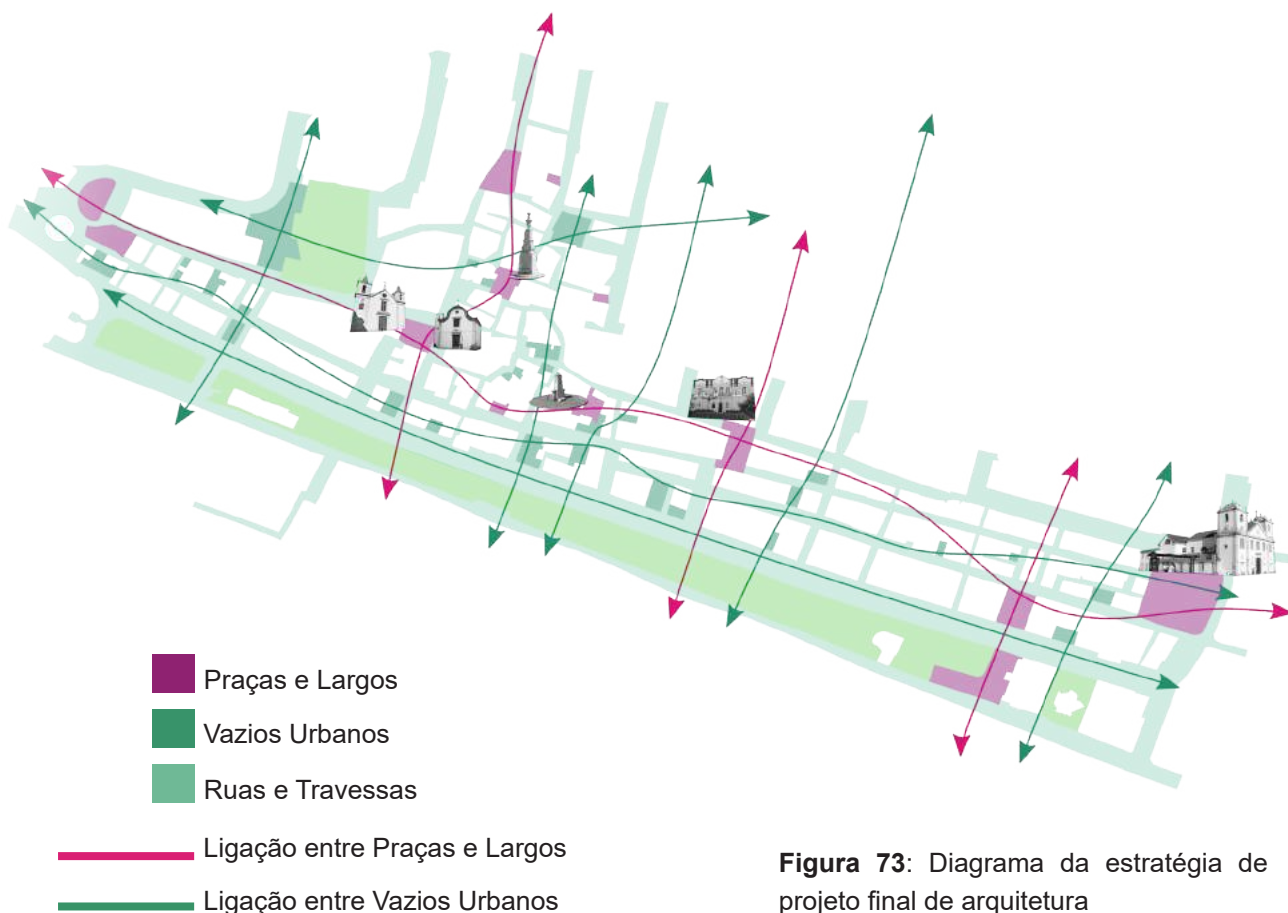 Praças e Largos
Vazios Urbanos
Ruas e Travessas
Ligação entre Praças e Largos
Ligação entre Vazios Urbanos
Figura 73: Diagrama da estratégia de
projeto final de arquitetura